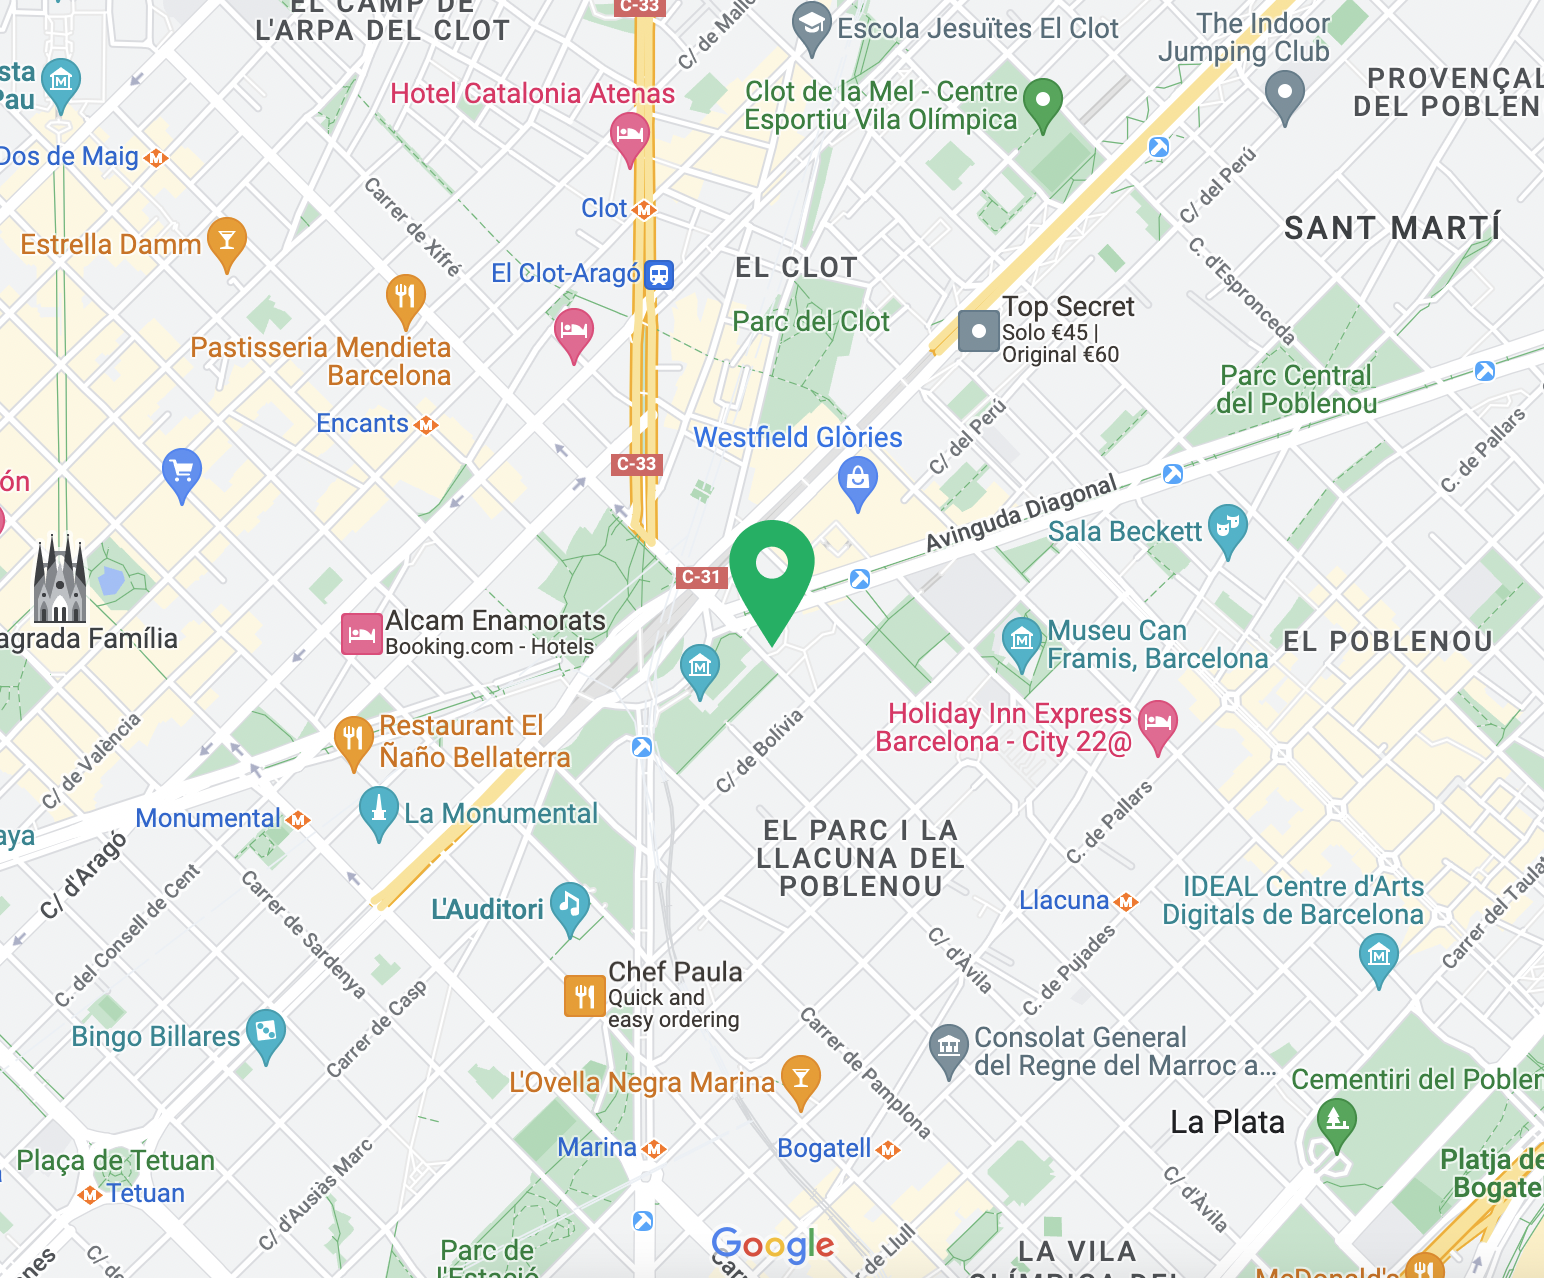 EL CAMP DE
L'ARPA DEL CLOT
C-33
C/ de Mallo
Escola Jesuïtes El Clot
The Indoor
Jumping Club
PROVENÇAL
DEL POBLEN
sta
Pau
Hotel Catalonia Atenas
Clot de la Mel - Centre
Esportiu Vila Olímpica
Dos de Maig
Carrer de Xifré
Clot
C/ del Perú
SANT MARTÍ
Estrella Damm
El Clot-Aragó
EL CLOT
C. d'Espronceda
Parc del Clot
Top Secret
Solo €45 |
Original €60
Pastisseria Mendieta
Barcelona
Parc Central
del Poblenou
Encants
Westfield Glòries
C/ del Perú
C. de Pallars
C-33
ón
Avinguda Diagonal
Sala Beckett
C-31
agrada Família
Alcam Enamorats
Booking.com - Hotels
Museu Can
Framis, Barcelona
EL POBLENOU
Restaurant El
Ñaño Bellaterra
Holiday Inn Express
Barcelona - City 22@
C/ de València
C/ de Bolívia
Monumental
La Monumental
aya
C. de Pallars
EL PARC I LA
LLACUNA DEL
POBLENOU
C/ d'Aragó
C. del Consell de Cent
Carrer de Sardenya
L'Auditori
Llacuna
IDEAL Centre d'Arts
Digitals de Barcelona
Carrer del Taulat
C/ d'Àvila
C. de Pujades
Chef Paula
Quick and
easy ordering
Carrer de Casp
Bingo Billares
Carrer de Pamplona
Consolat General
del Regne del Marroc a...
L'Ovella Negra Marina
Cementiri del Poblen
La Plata
Marina
Bogatell
Plaça de Tetuan
Tetuan
C/ d'Ausiàs Marc
C/ d'Àvila
Platja de
Bogate
Parc de
l'Estació
Google
r de Llull
LA VILA
OLÍMPICA DEL
McDonald's
nes
C/ de
Carr